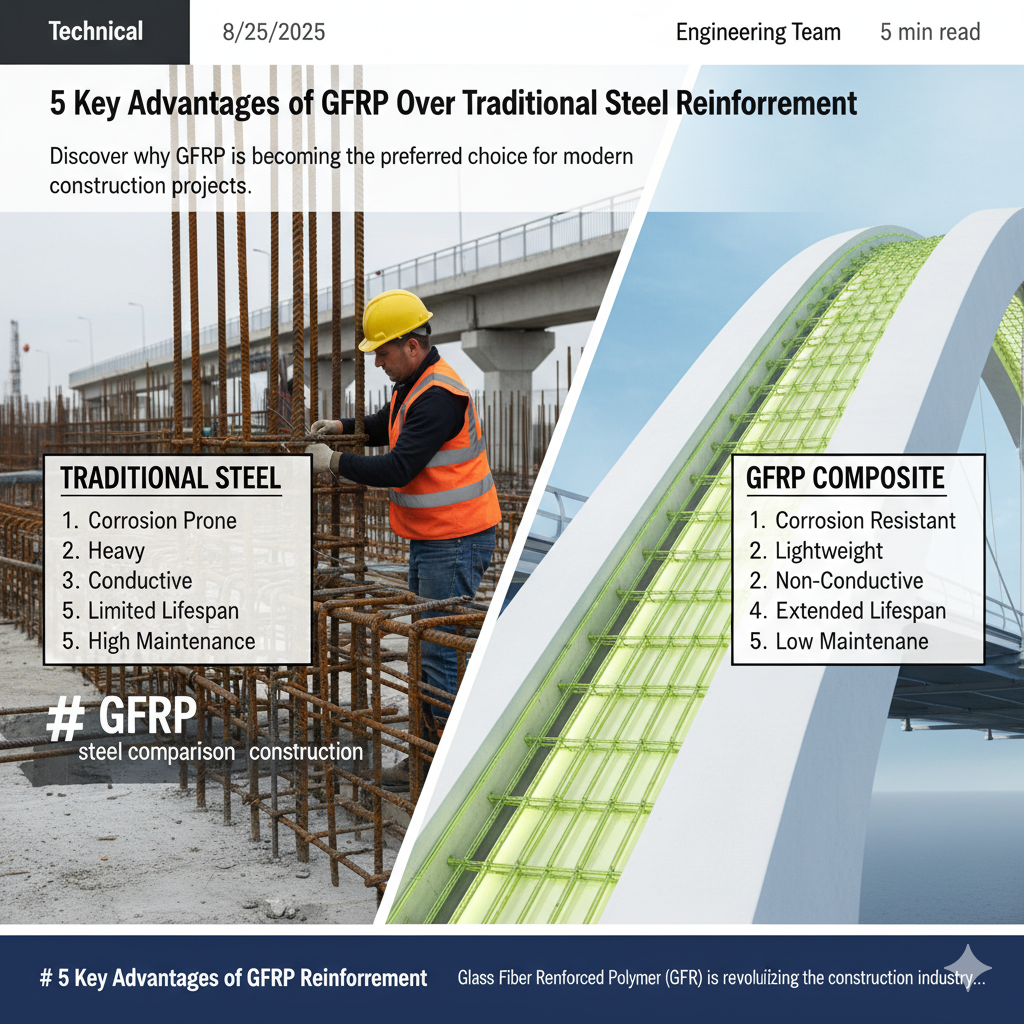 Technical
8/25/2025
Engineering Team
5 min read
5 Key Advantages of GFRP Over Traditional Steel Reinforrement
Discover why GFRP is becoming the preferred choice for modern
construction projects.
TRADITIONAL STEEL
1. Corrosion Prone
2. Heavy
3. Conductive
5. Limited Lifespan
5. High Maintenance
GFRP COMPOSITE
1. Corrosion Resistant
2. Lightweight
2. Non-Conductive
4. Extended Lifespan
5. Low Maintenane
# GFRP
steel comparison construction
# 5 Key Advantages of GFRP Reinforrement
Glass Fiber Renforced Polymer (GFR) is revoluîizing the construction industry...